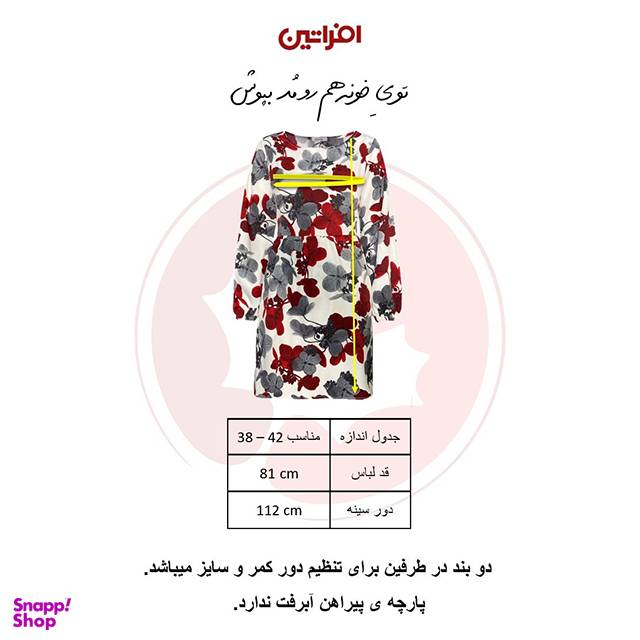 افراتین
توی خونه هم رو مُد بپوش
جدول اندازه مناسب 42 – 38
قد لباس 81 cm
دور سینه 112 cm
دو بند در طرفین برای تنظیم دور کمر و سایز میباشد.
پارچه ی پیراهن آبرفت ندارد.
Snapp!
Shop